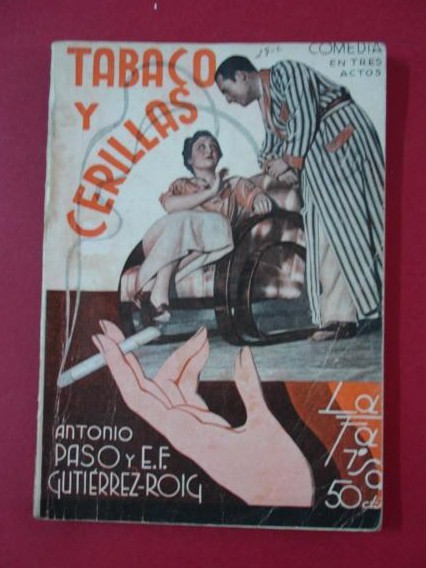 TABACO
Y
CERILLAS
COMEDIA
EN TRES
ACTOS
ANTONIO
PASO Y E.F.
GUTIÉRREZ-ROIG
La
Farsa
50 cts